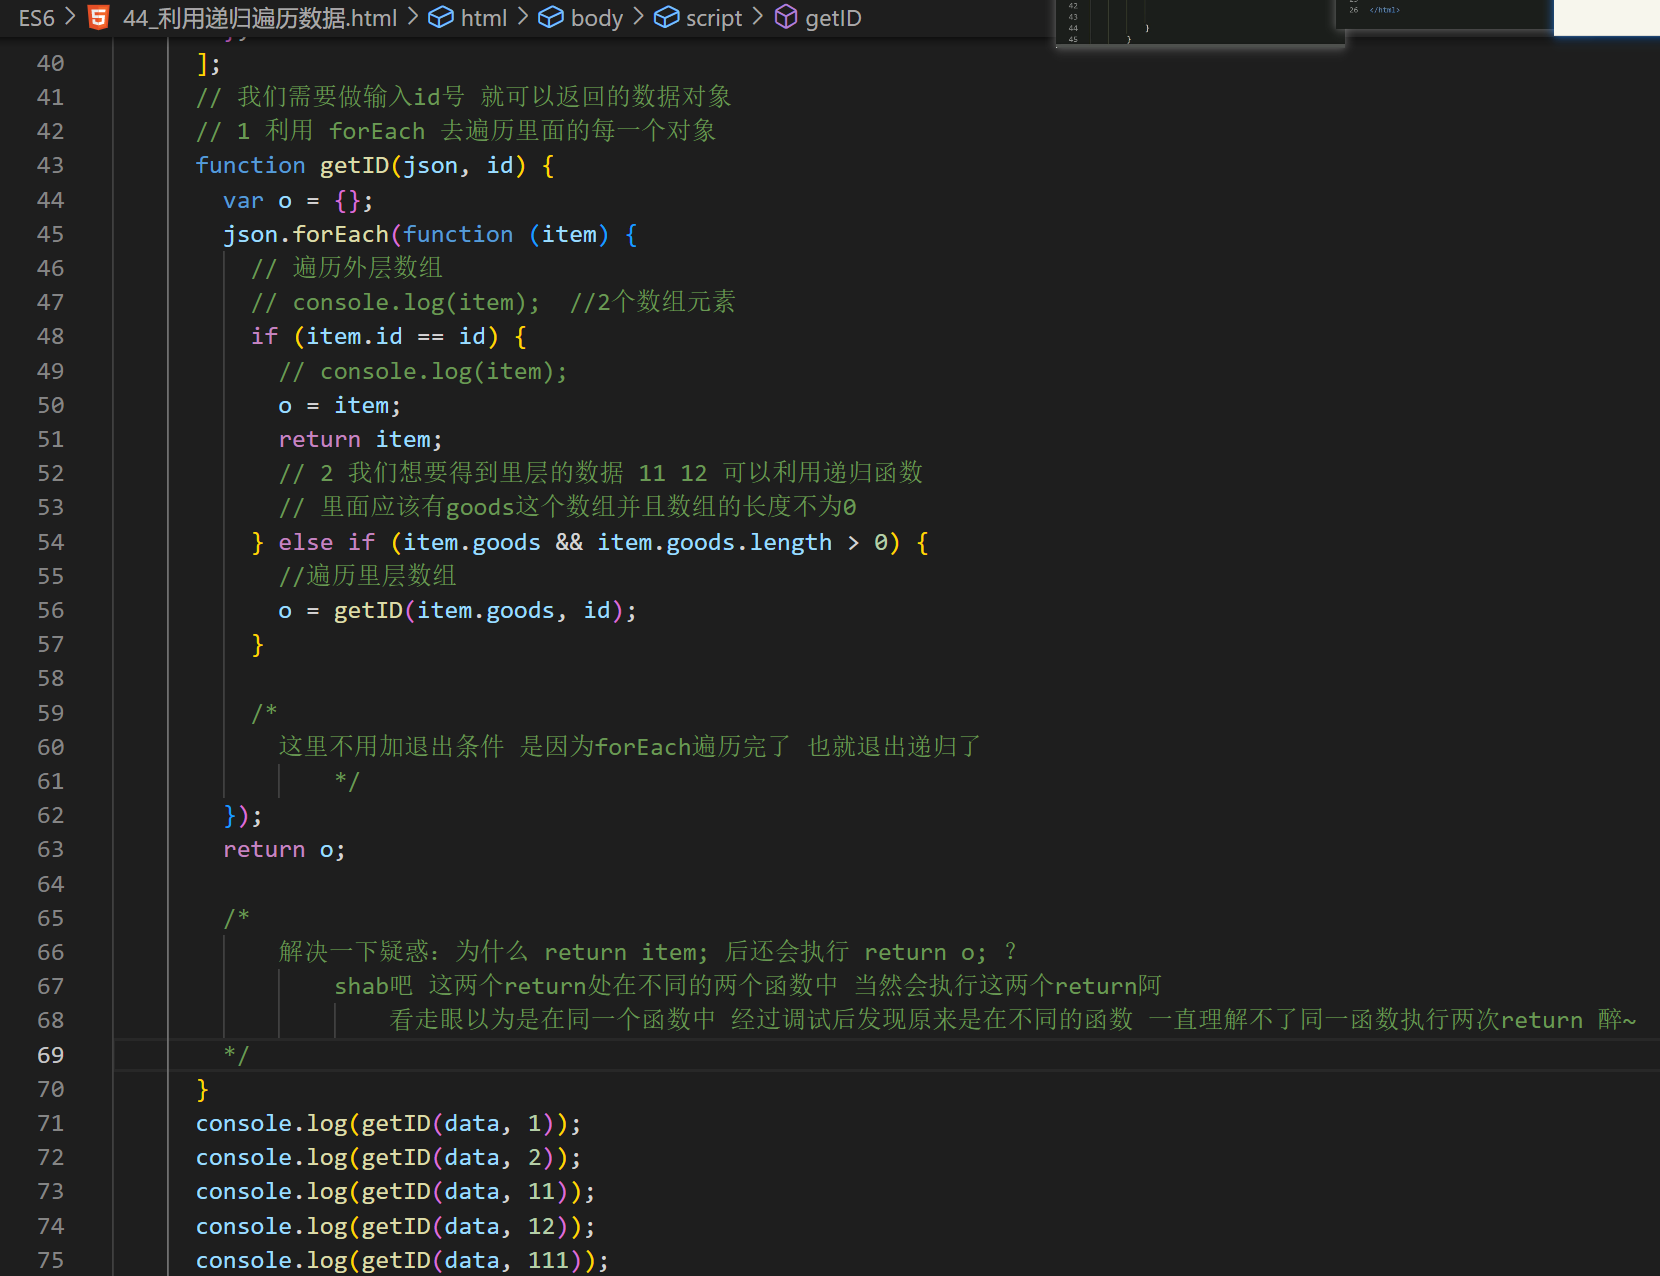 ES6 > 44_利用递归遍历数据.html > html > body > script > getID
42
43
44 }
45 }
26 </html>
40 ];
41 // 我们需要做输入id号 就可以返回的数据对象
42 // 1 利用 forEach 去遍历里面的每一个对象
43 function getID(json, id) {
44 var o = {};
45 json.forEach(function (item) {
46 // 遍历外层数组
47 // console.log(item);  //2个数组元素
48 if (item.id == id) {
49 // console.log(item);
50 o = item;
51 return item;
52 // 2 我们想要得到里层的数据 11 12 可以利用递归函数
53 // 里面应该有goods这个数组并且数组的长度不为0
54 } else if (item.goods && item.goods.length > 0) {
55 //遍历里层数组
56 o = getID(item.goods, id);
57 }
58
59 /*
60 这里不用加退出条件 是因为forEach遍历完了 也就退出递归了
61 */
62 });
63 return o;
64
65 /*
66 解决一下疑惑: 为什么 return item; 后还会执行 return o; ?
67 shab吧 这两个return处在不同的两个函数中 当然会执行这两个return阿
68 看走眼以为是在同一个函数中 经过调试后发现原来是在不同的函数 一直理解不了同一函数执行两次return 醉~
69 */
70 }
71 console.log(getID(data, 1));
72 console.log(getID(data, 2));
73 console.log(getID(data, 11));
74 console.log(getID(data, 12));
75 console.log(getID(data, 111));